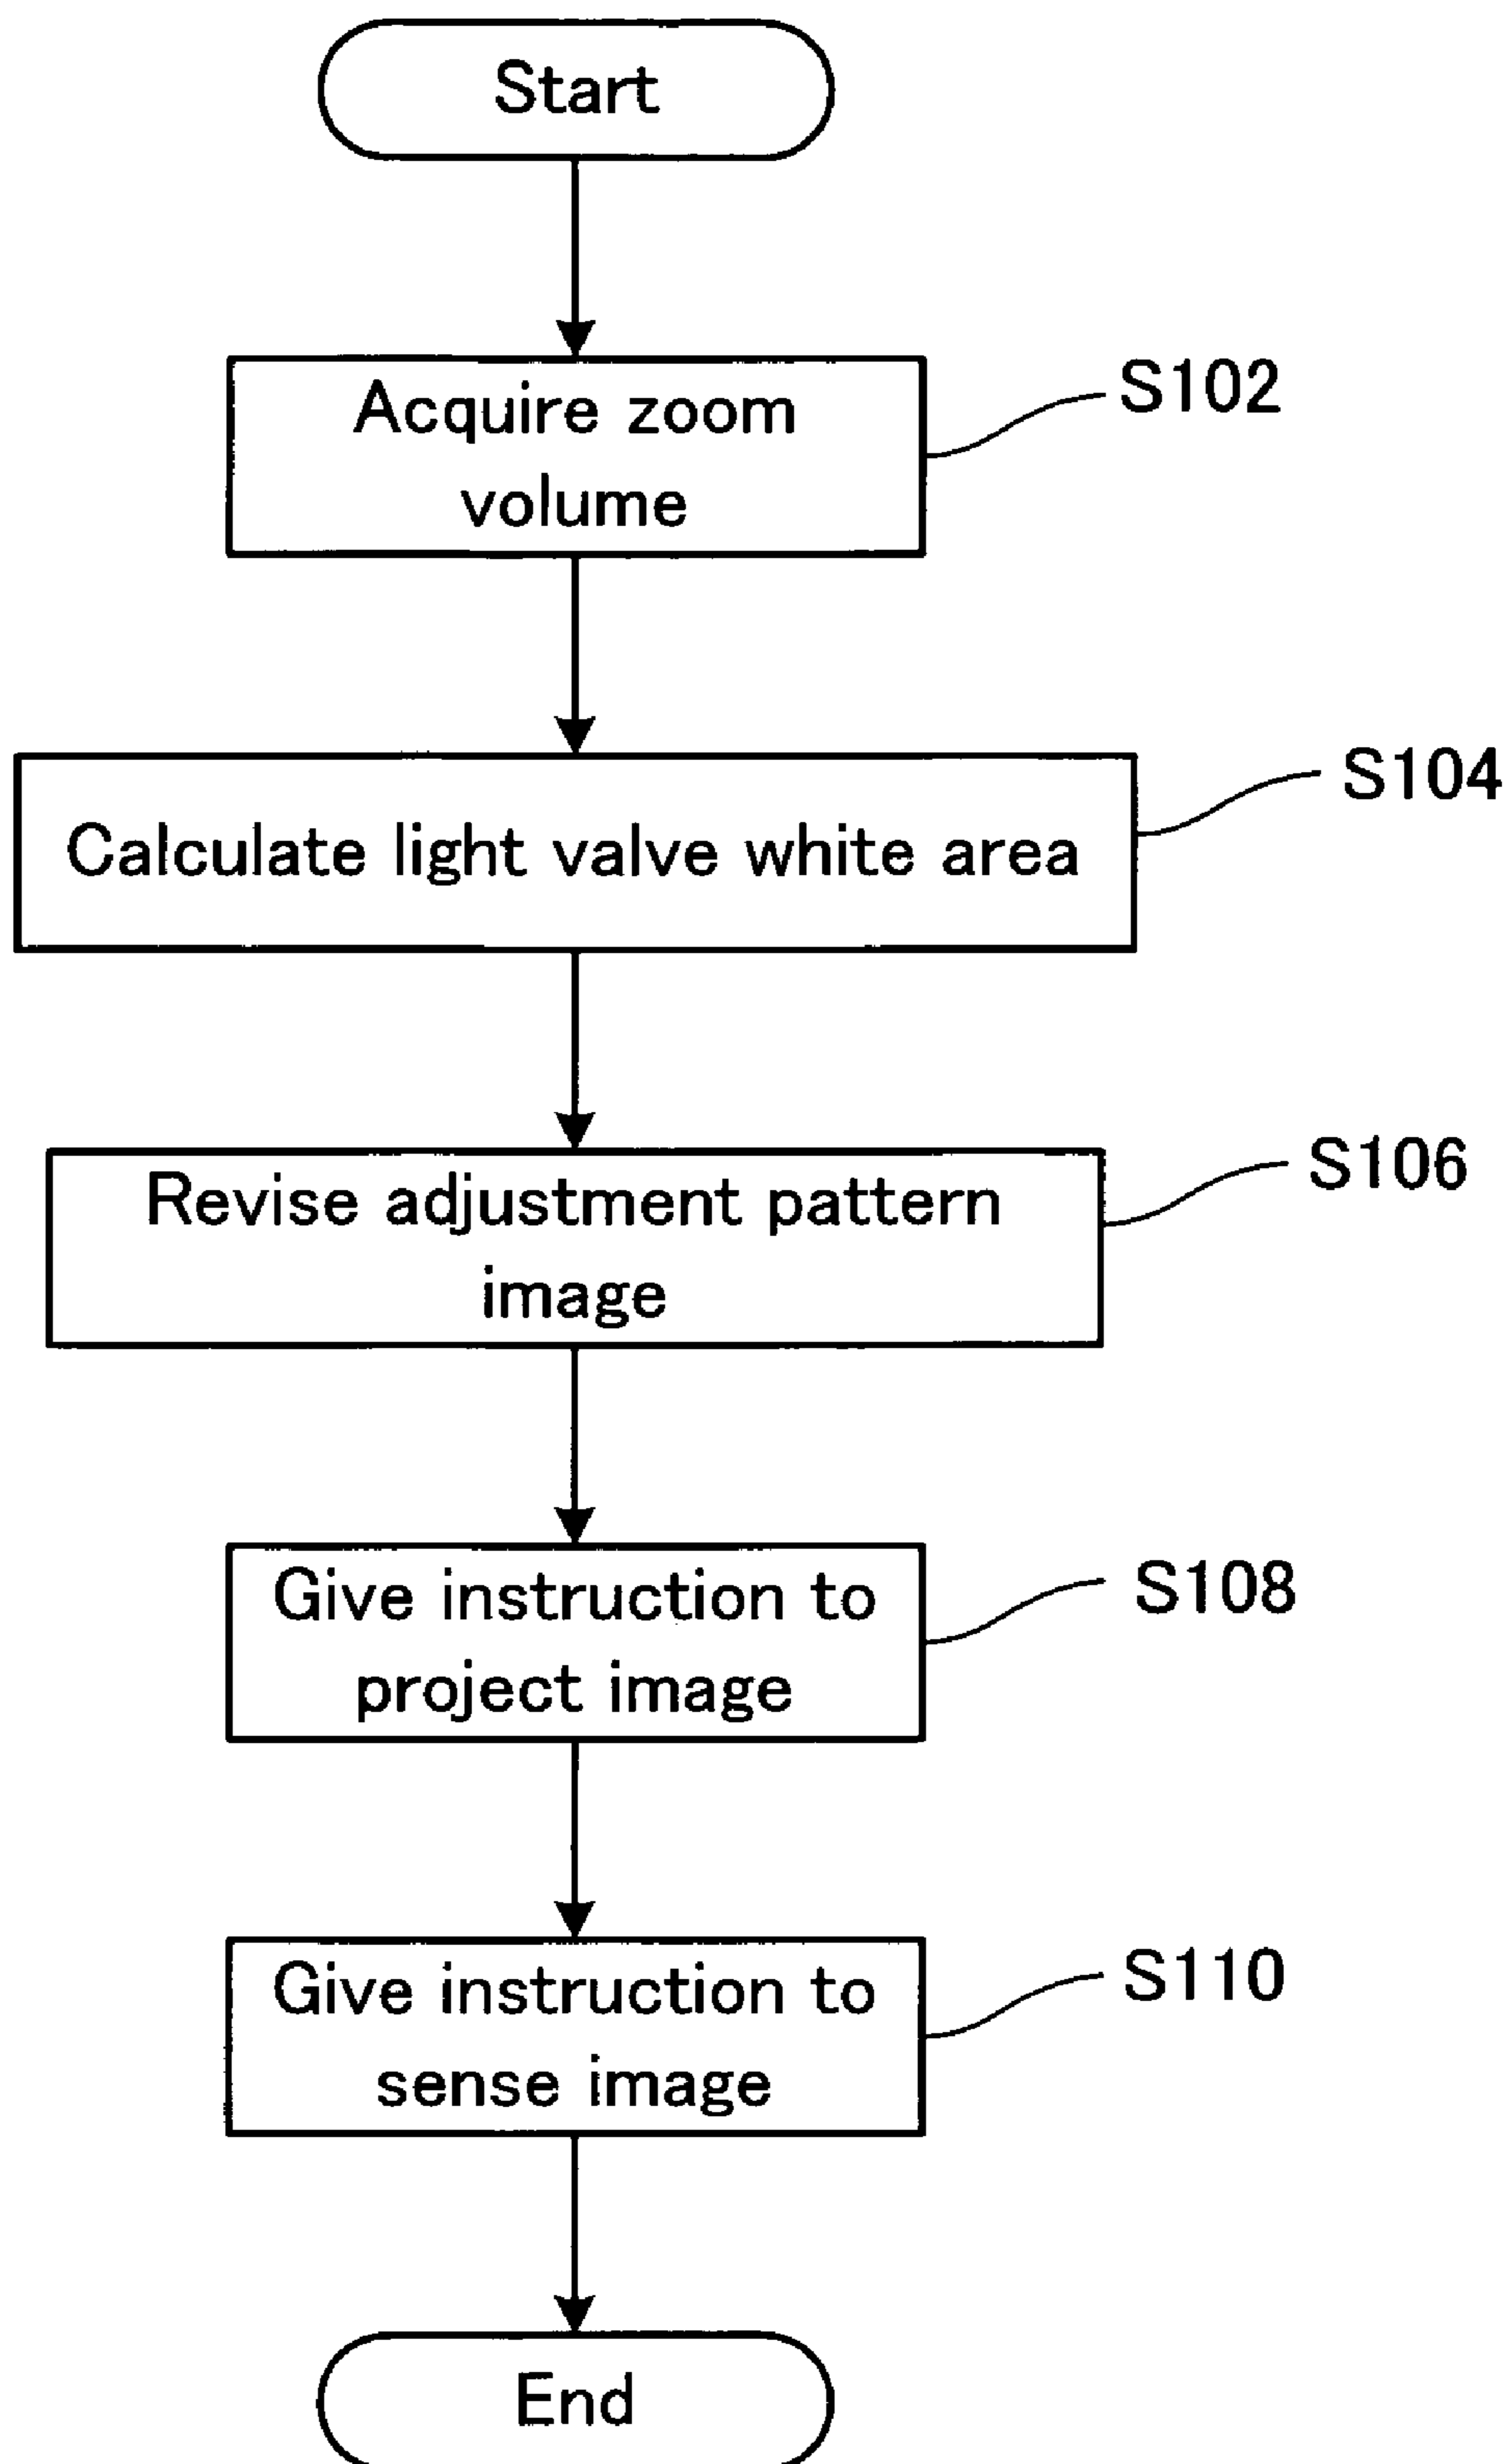 Start
Acquire zoom
volume
S102
Calculate light valve white area
S104
Revise adjustment pattern
image
S106
Give instruction to
project image
S108
Give instruction to
sense image
S110
End